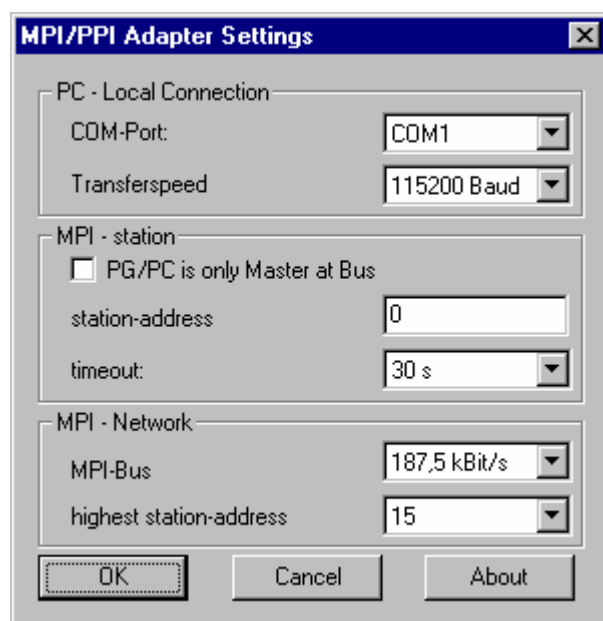 MPI/PPI Adapter Settings
PC - Local Connection
COM-Port: COM1
Transferspeed 115200 Baud
MPI - station
PG/PC is only Master at Bus
station-address 0
timeout: 30 s
MPI - Network
MPI-Bus 187,5 kBit/s
highest station-address 15
OK Cancel About